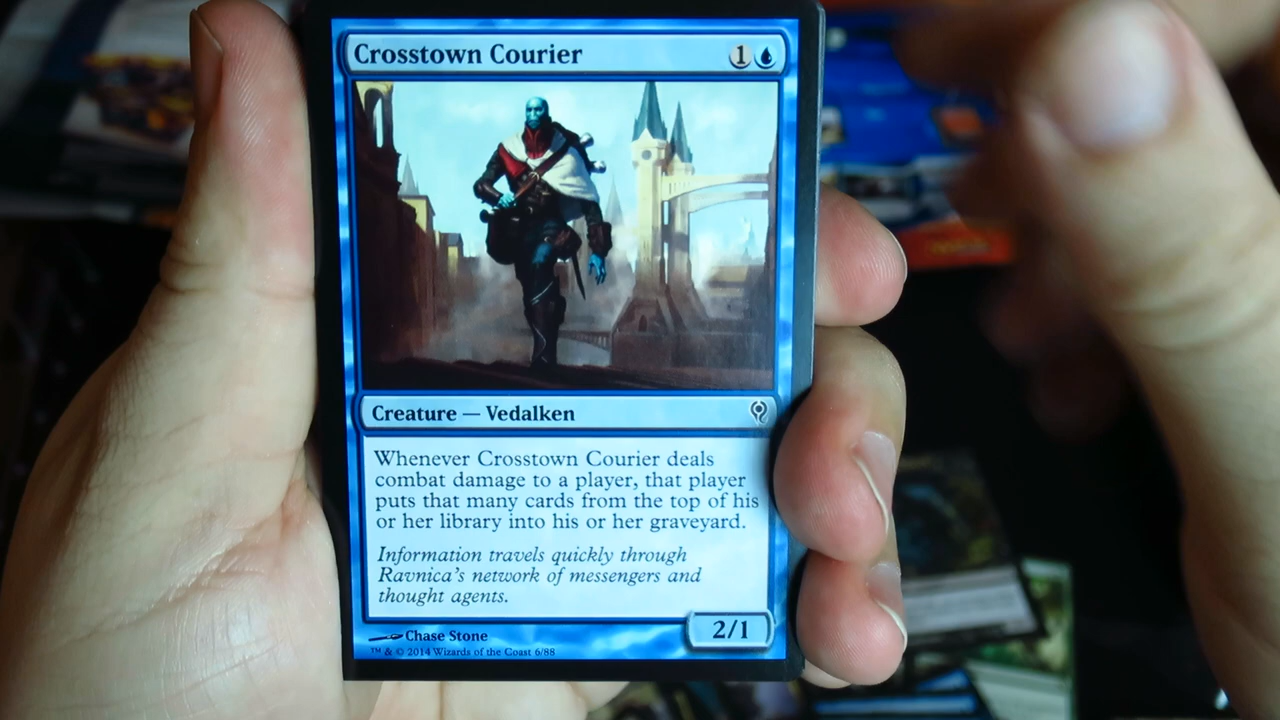 Crosstown Courier 1
Creature — Vedalken
Whenever Crosstown Courier deals
combat damage to a player, that player
puts that many cards from the top of his
or her library into his or her graveyard.
Information travels quickly through
Ravnica's network of messengers and
thought agents.
2/1
Chase Stone
™ & © 2014 Wizards of the Coast 6/88